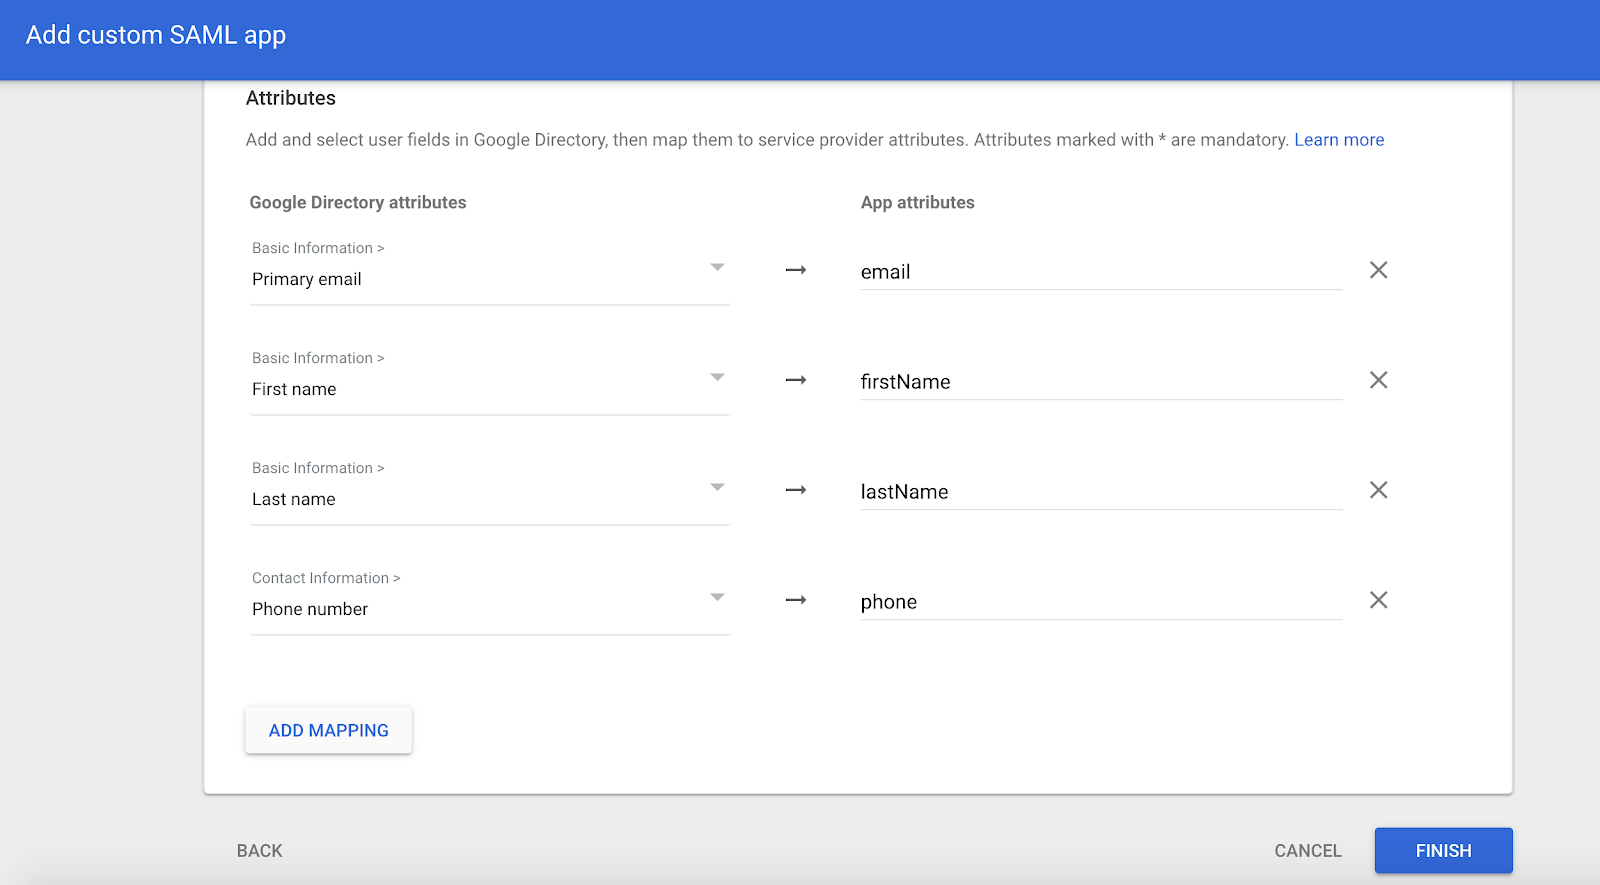 Add custom SAML app
Attributes
Add and select user fields in Google Directory, then map them to service provider attributes. Attributes marked with * are mandatory. Learn more
Google Directory attributes
App attributes
Basic Information >
Primary email
email
Basic Information >
First name
firstName
Basic Information >
Last name
lastName
Contact Information >
Phone number
phone
ADD MAPPING
BACK
CANCEL
FINISH